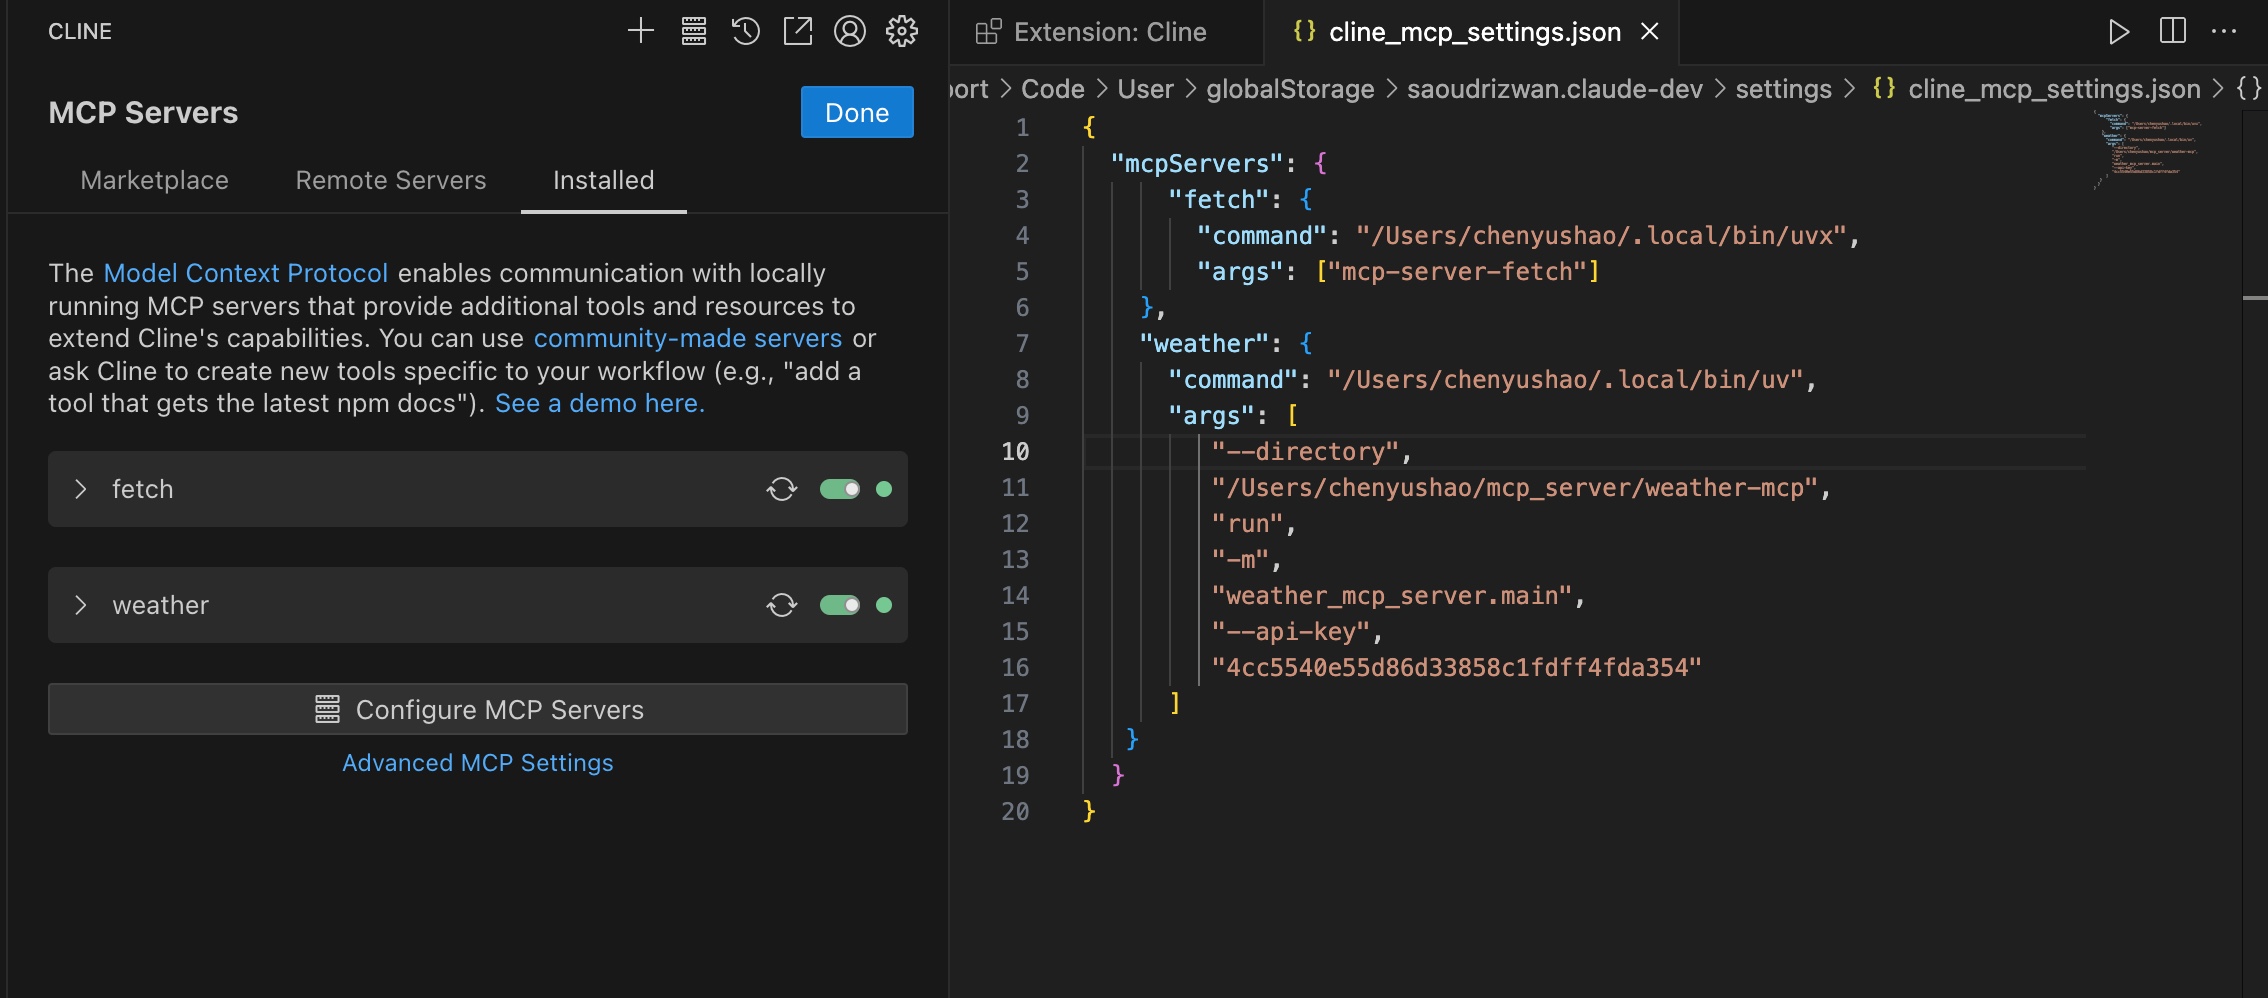 CLINE
MCP Servers
Done
Marketplace
Remote Servers
Installed
The Model Context Protocol enables communication with locally
running MCP servers that provide additional tools and resources to
extend Cline's capabilities. You can use community-made servers or
ask Cline to create new tools specific to your workflow (e.g., "add a
tool that gets the latest npm docs"). See a demo here.
fetch
weather
Configure MCP Servers
Advanced MCP Settings
Extension: Cline
{} cline_mcp_settings.json
port > Code > User > globalStorage > saoudrizwan.claude-dev > settings > {} cline_mcp_settings.json > {}
1 {
2 "mcpServers": {
3 "fetch": {
4 "command": "/Users/chenyushao/.local/bin/uvx",
5 "args": ["mcp-server-fetch"]
6 },
7 "weather": {
8 "command": "/Users/chenyushao/.local/bin/uv",
9 "args": [
10 "--directory",
11 "/Users/chenyushao/mcp_server/weather-mcp",
12 "run",
13 "-m",
14 "weather_mcp_server.main",
15 "--api-key",
16 "4cc5540e55d86d33858c1fdff4fda354"
17 ]
18 }
19 }
20 }